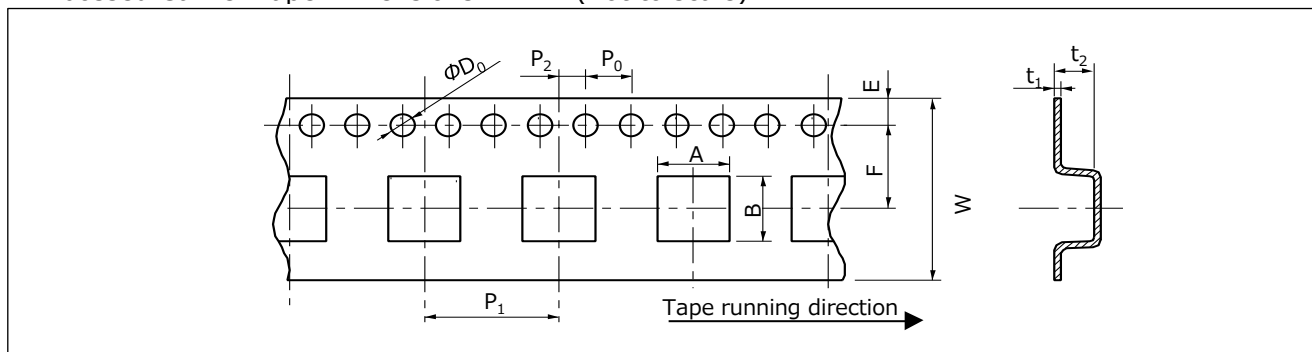 P₂
P₀
ΦD₀
E
t₂
t₁
A
F
B
W
P₁
Tape running direction